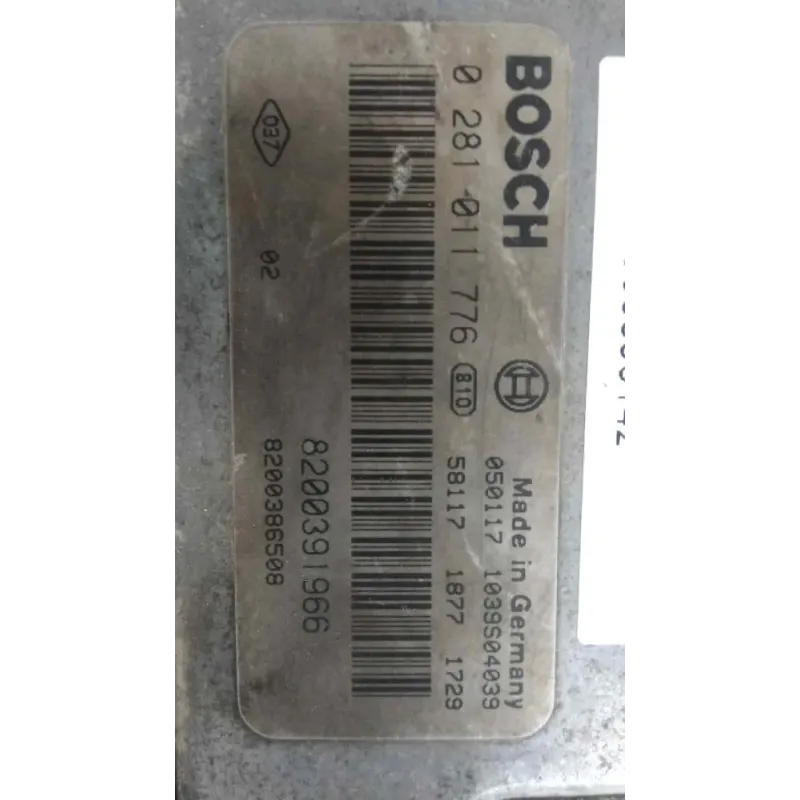 BOSCH
0 281 011 776 810
Made in Germany
050117 1039S04039
58117 1877 1729
8200391966
037 02 8200386508